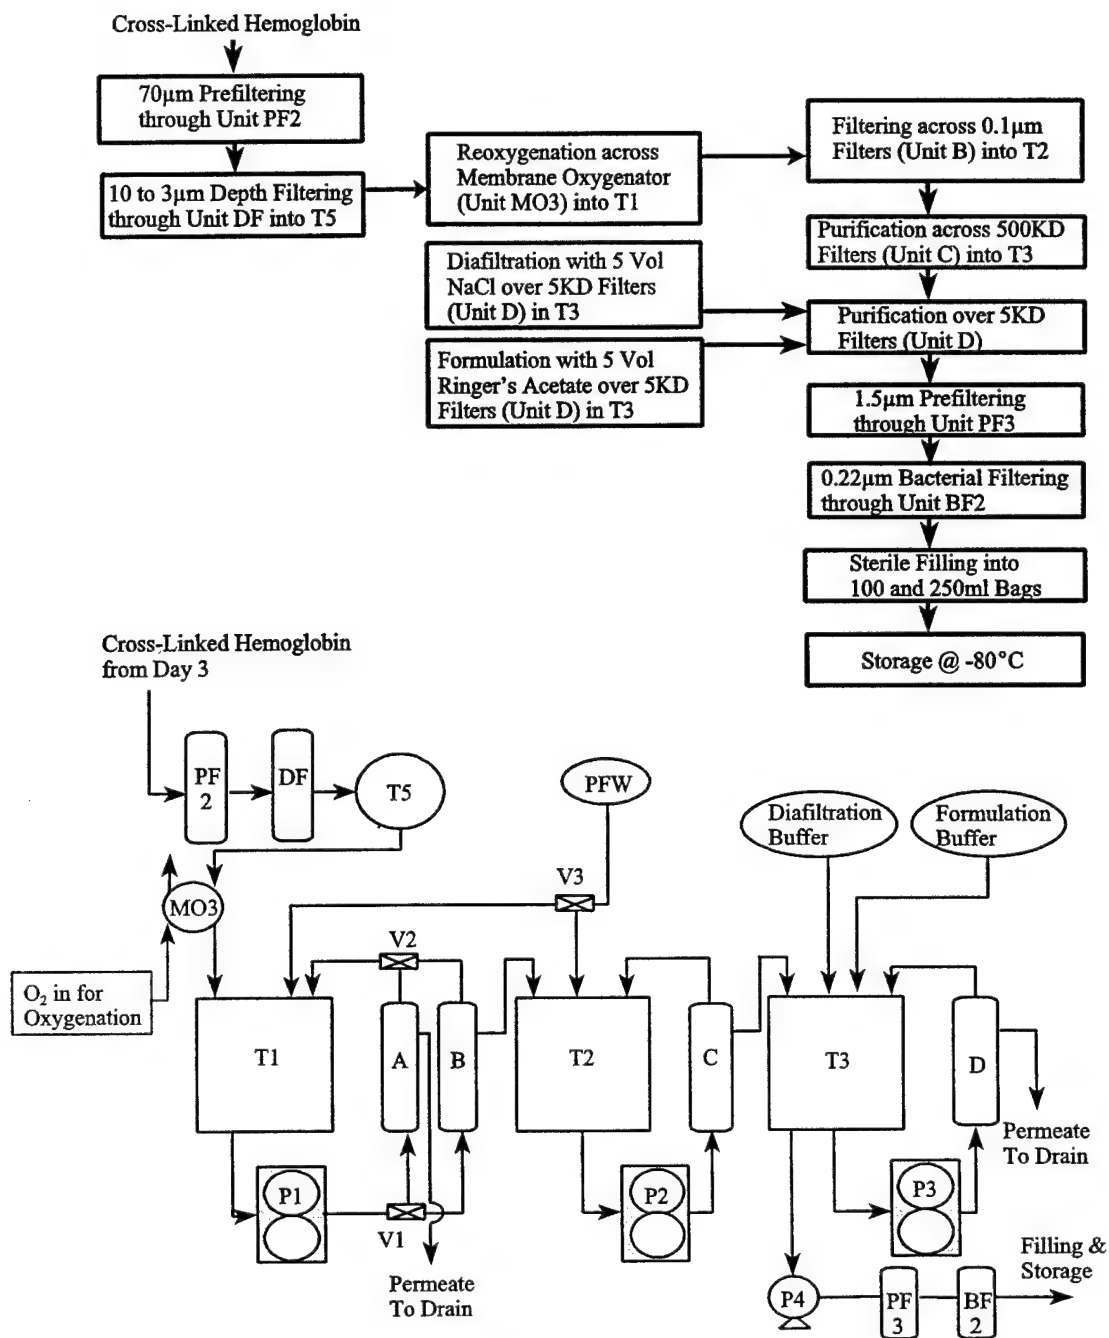 Cross-Linked Hemoglobin
70μm Prefiltering
through Unit PF2
10 to 3μm Depth Filtering
through Unit DF into T5
Reoxygenation across
Membrane Oxygenator
(Unit MO3) into T1
Filtering across 0.1μm
Filters (Unit B) into T2
Purification across 500KD
Filters (Unit C) into T3
Diafiltration with 5 Vol
NaCl over 5KD Filters
(Unit D) in T3
Purification over 5KD
Filters (Unit D)
Formulation with 5 Vol
Ringer's Acetate over 5KD
Filters (Unit D) in T3
1.5μm Prefiltering
through Unit PF3
0.22μm Bacterial Filtering
through Unit BF2
Sterile Filling into
100 and 250ml Bags
Storage @ -80°C
Cross-Linked Hemoglobin
from Day 3
PF
2
DF
T5
PFW
Diafiltration
Buffer
Formulation
Buffer
MO3
V3
V2
O2 in for
Oxygenation
T1
A
B
T2
C
T3
D
Permeate
To Drain
P1
V1
P2
P3
Permeate
To Drain
Filling &
Storage
P4
PF
3
BF
2